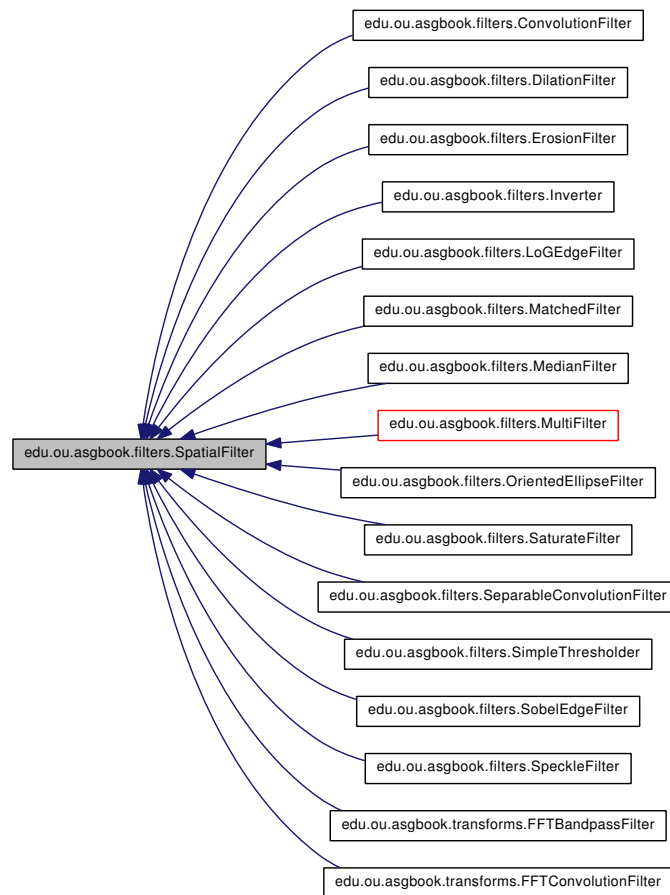 edu.ou.asgbook.filters.ConvolutionFilter
edu.ou.asgbook.filters.DilationFilter
edu.ou.asgbook.filters.ErosionFilter
edu.ou.asgbook.filters.Inverter
edu.ou.asgbook.filters.LoGEdgeFilter
edu.ou.asgbook.filters.MatchedFilter
edu.ou.asgbook.filters.MedianFilter
edu.ou.asgbook.filters.MultiFilter
edu.ou.asgbook.filters.SpatialFilter
edu.ou.asgbook.filters.OrientedEllipseFilter
edu.ou.asgbook.filters.SaturateFilter
edu.ou.asgbook.filters.SeparableConvolutionFilter
edu.ou.asgbook.filters.SimpleThresholder
edu.ou.asgbook.filters.SobelEdgeFilter
edu.ou.asgbook.filters.SpeckleFilter
edu.ou.asgbook.transforms.FFTBandpassFilter
edu.ou.asgbook.transforms.FFTConvolutionFilter